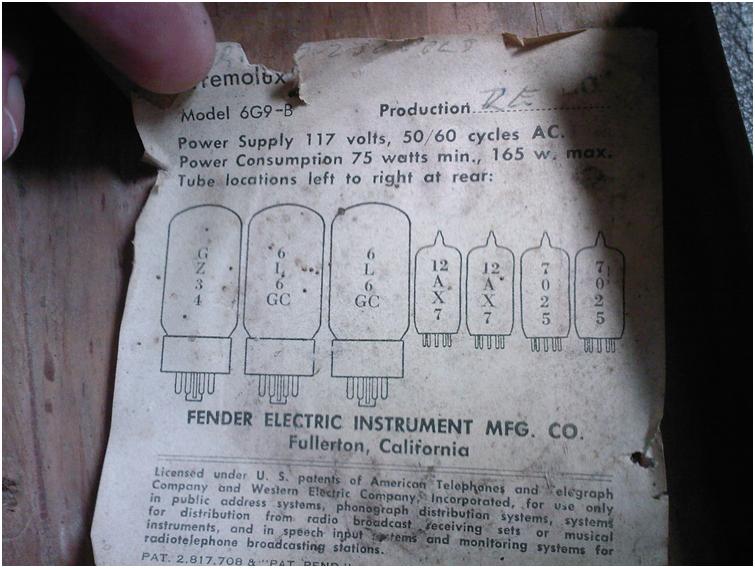 Tremolux
Model 6G9-B Production
Power Supply 117 volts, 50/60 cycles AC.
Power Consumption 75 watts min., 165 w. max.
Tube locations left to right at rear:
GZ34 6L6GC 6L6GC 12AX7 12AX7 7025 7025
FENDER ELECTRIC INSTRUMENT MFG. CO.
Fullerton, California
Licensed under U. S. patents of American Telephones and elegraph
Company and Western Electric Company, Incorporated, for use only
in public address systems, phonograph distribution systems, systems
for distribution from radio broadcast receiving sets or musical
instruments, and in speech input stems and monitoring systems for
radiotelephone broadcasting stations.
PAT. 2,817,708 & "PAT. PEND."